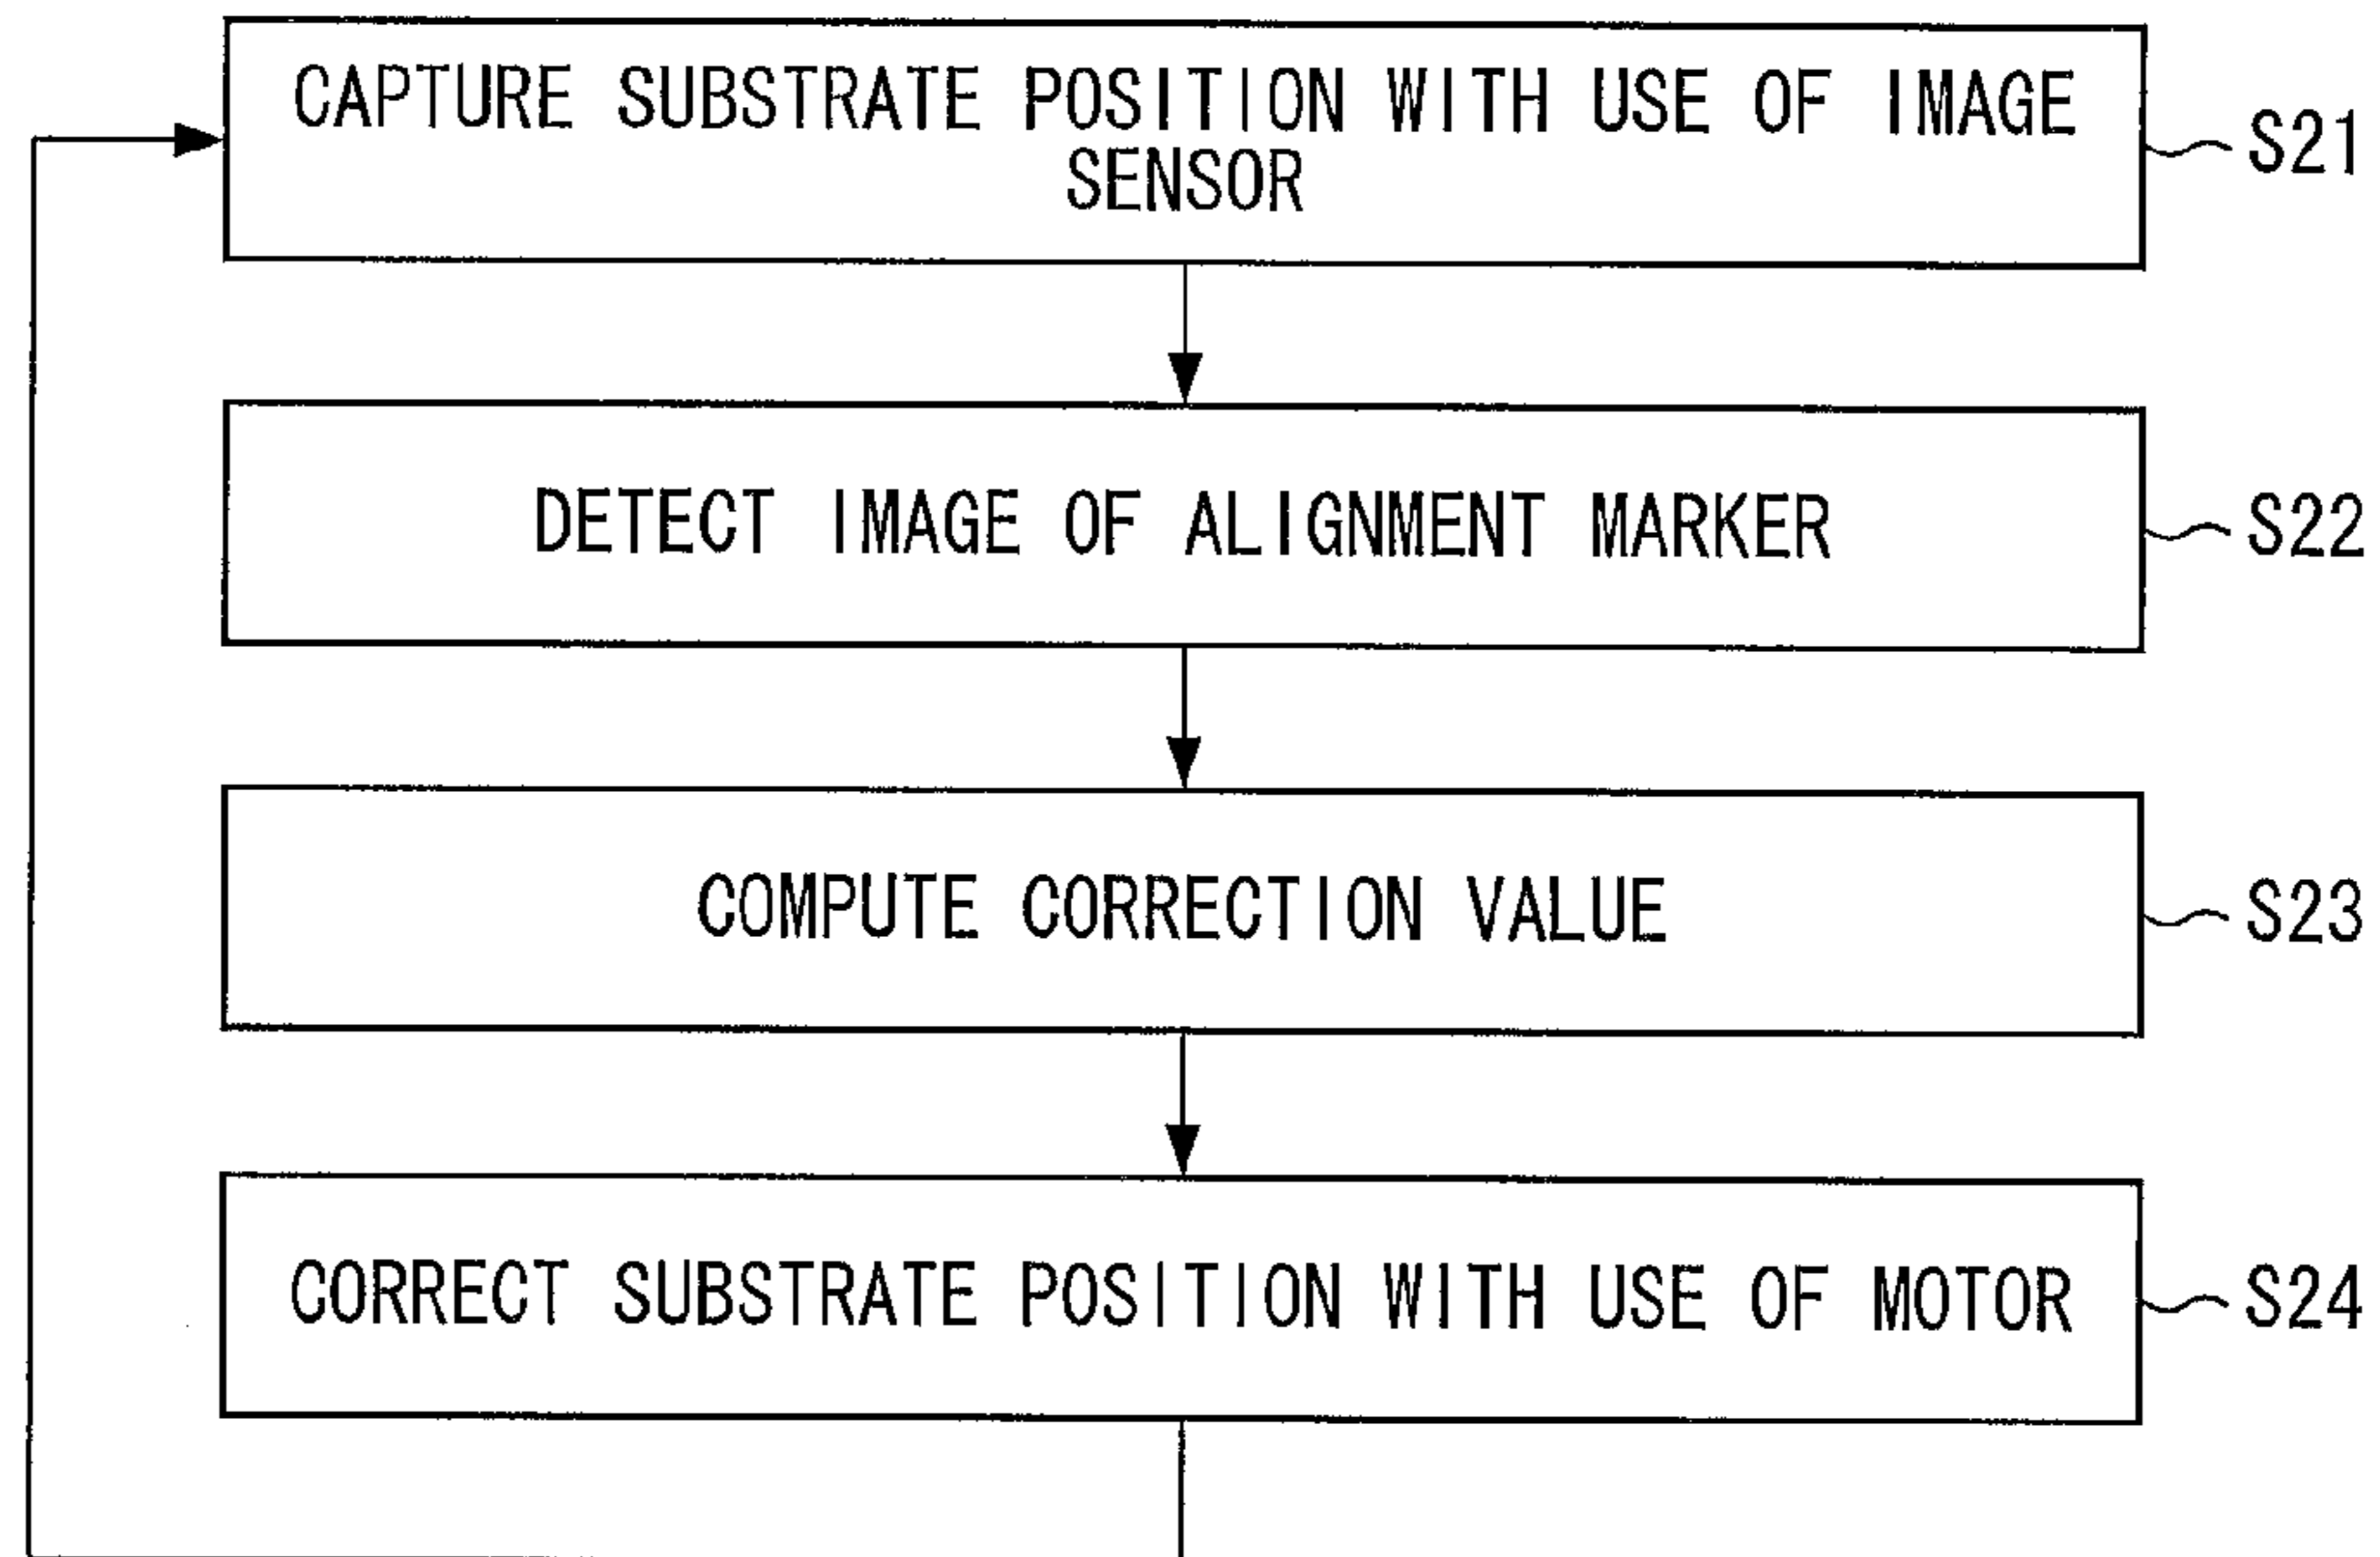 CAPTURE SUBSTRATE POSITION WITH USE OF IMAGE
SENSOR
S21
DETECT IMAGE OF ALIGNMENT MARKER
S22
COMPUTE CORRECTION VALUE
S23
CORRECT SUBSTRATE POSITION WITH USE OF MOTOR
S24